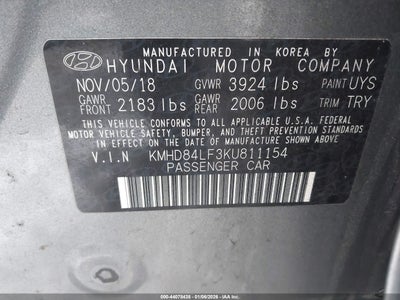 MANUFACTURED IN KOREA BY
HYUNDAI MOTOR COMPANY
NOV/05/18 GVWR 3924 lbs PAINT UYS
GAWR FRONT 2183 lbs GAWR REAR 2006 lbs TRIM TRY
THIS VEHICLE CONFORMS TO ALL APPLICABLE U.S.A FEDERAL
MOTOR VEHICLE SAFETY, BUMPER, AND THEFT PREVENTION
STANDARDS IN EFFECT ON THE DATE OF MANUFACTURE
SHOWN ABOVE
V.I.N KMHD84LF3KU811154
PASSENGER CAR